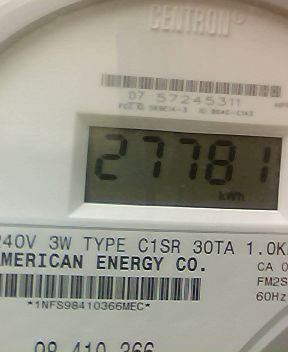 CENTRON®
07 57245311
27781
kWh
240V 3W TYPE C1SR 30TA 1.0K
AMERICAN ENERGY CO.
CA 0
FM2S
60Hz
*1NFS98410366MEC*
98 410 366